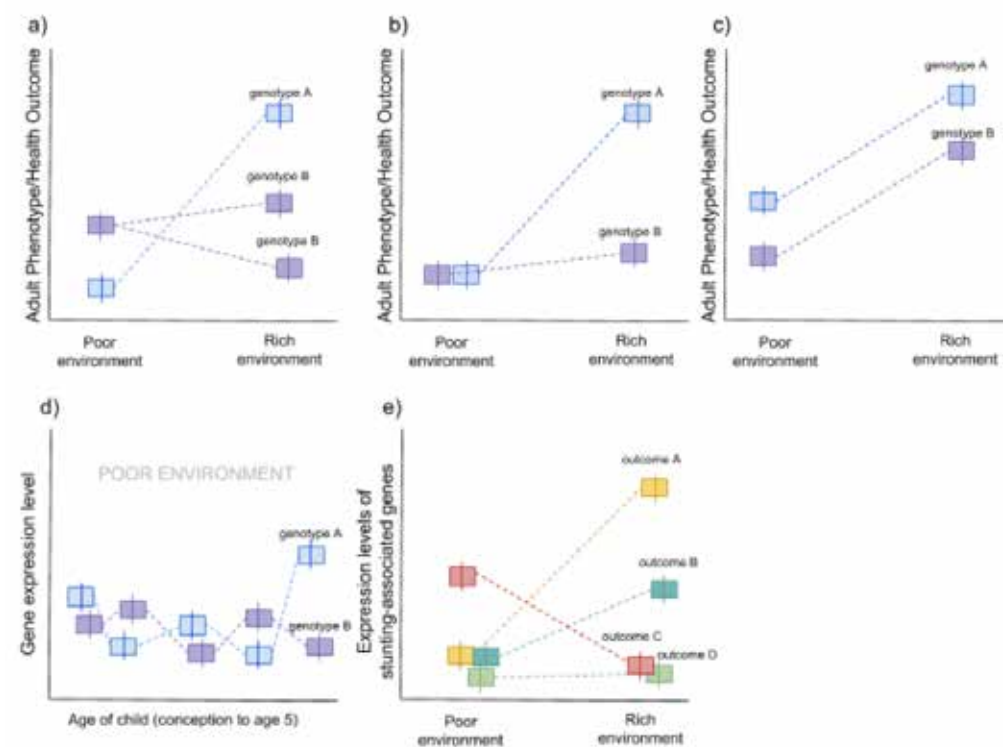 a)
Adult Phenotype/Health Outcome
genotype A
genotype B
genotype B
Poor
environment
Rich
environment
b)
Adult Phenotype/Health Outcome
genotype A
genotype B
Poor
environment
Rich
environment
c)
Adult Phenotype/Health Outcome
genotype A
genotype B
Poor
environment
Rich
environment
d)
POOR ENVIRONMENT
Gene expression level
genotype A
genotype B
Age of child (conception to age 5)
e)
Expression levels of
stunting-associated genes
outcome A
outcome B
outcome C
outcome D
Poor
environment
Rich
environment